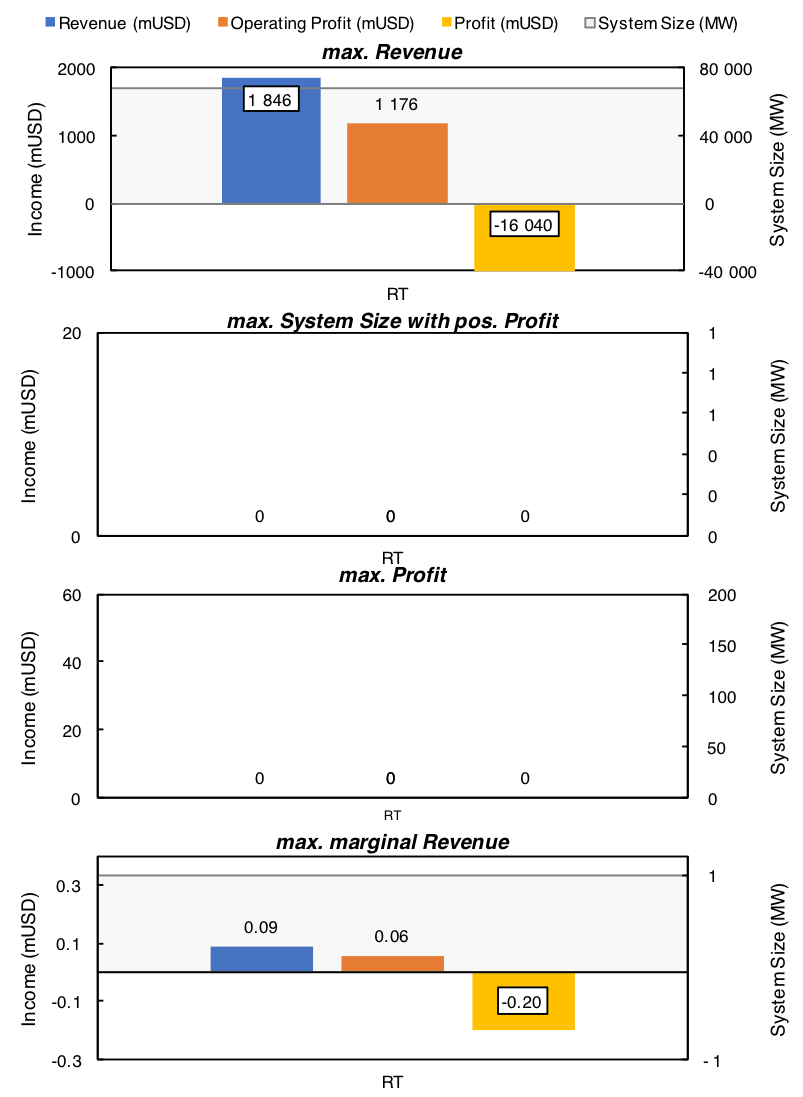 Revenue (mUSD) Operating Profit (mUSD) Profit (mUSD) System Size (MW)
max. Revenue
2000 80 000
1 846 1 176
1000 40 000
0 0
-16 040
-1000 -40 000
Income (mUSD)
System Size (MW)
RT
max. System Size with pos. Profit
20 1
1
1
0
0
0 0 0
0 0
Income (mUSD)
System Size (MW)
RT
max. Profit
60 200
150
40
100
20
50
0 0 0
0 0
Income (mUSD)
System Size (MW)
RT
max. marginal Revenue
0.3 1
0.09 0.06
0.1
-0.1 -0.20
-0.3 -1
Income (mUSD)
System Size (MW)
RT